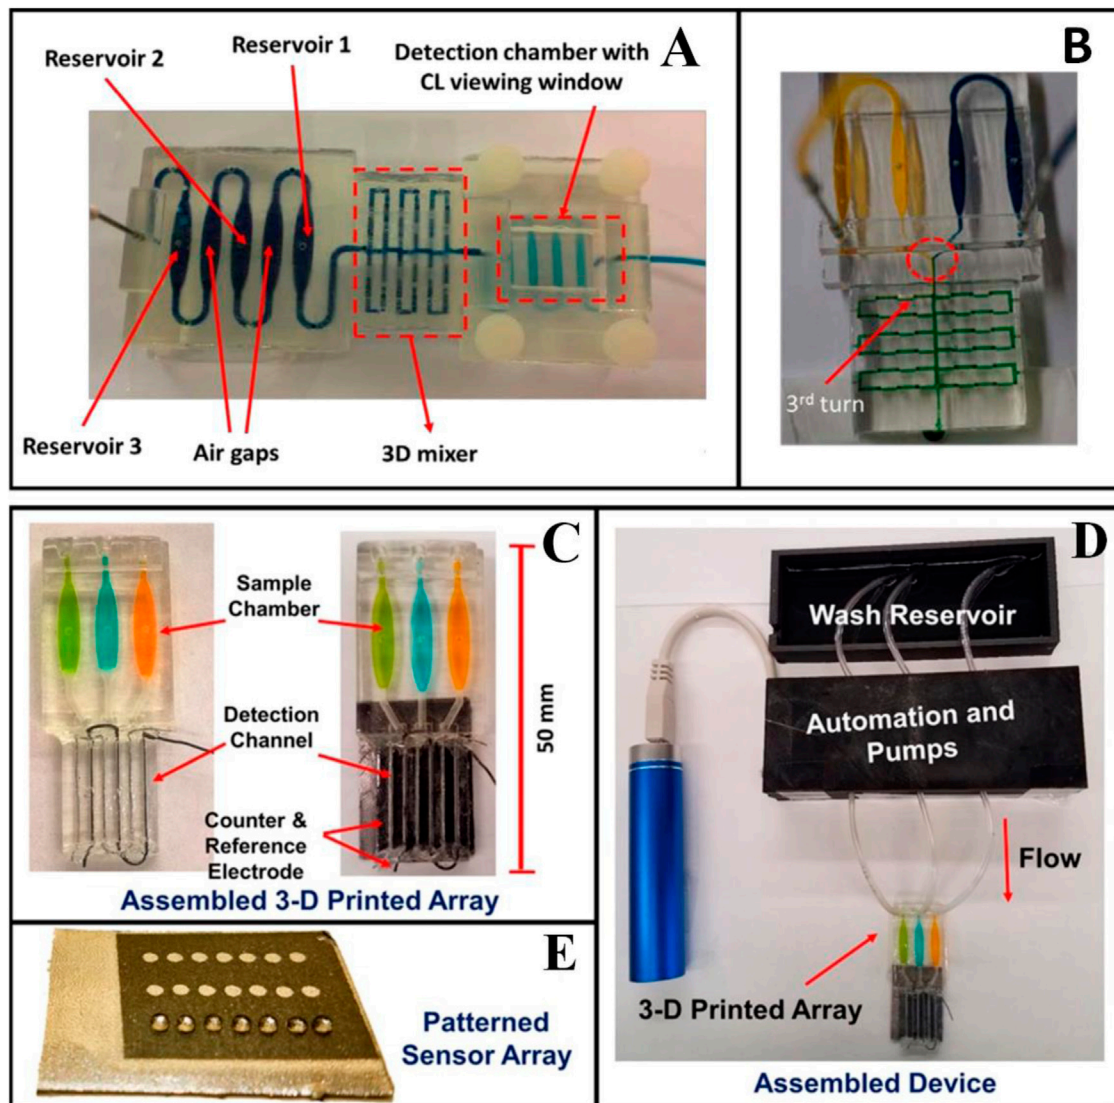 A
Reservoir 1
Reservoir 2
Detection chamber with
CL viewing window
Reservoir 3
Air gaps
3D mixer
B
3rd turn
C
Sample
Chamber
Detection
Channel
Counter &
Reference
Electrode
50 mm
Assembled 3-D Printed Array
D
Wash Reservoir
Automation and
Pumps
Flow
3-D Printed Array
Assembled Device
E
Patterned
Sensor Array